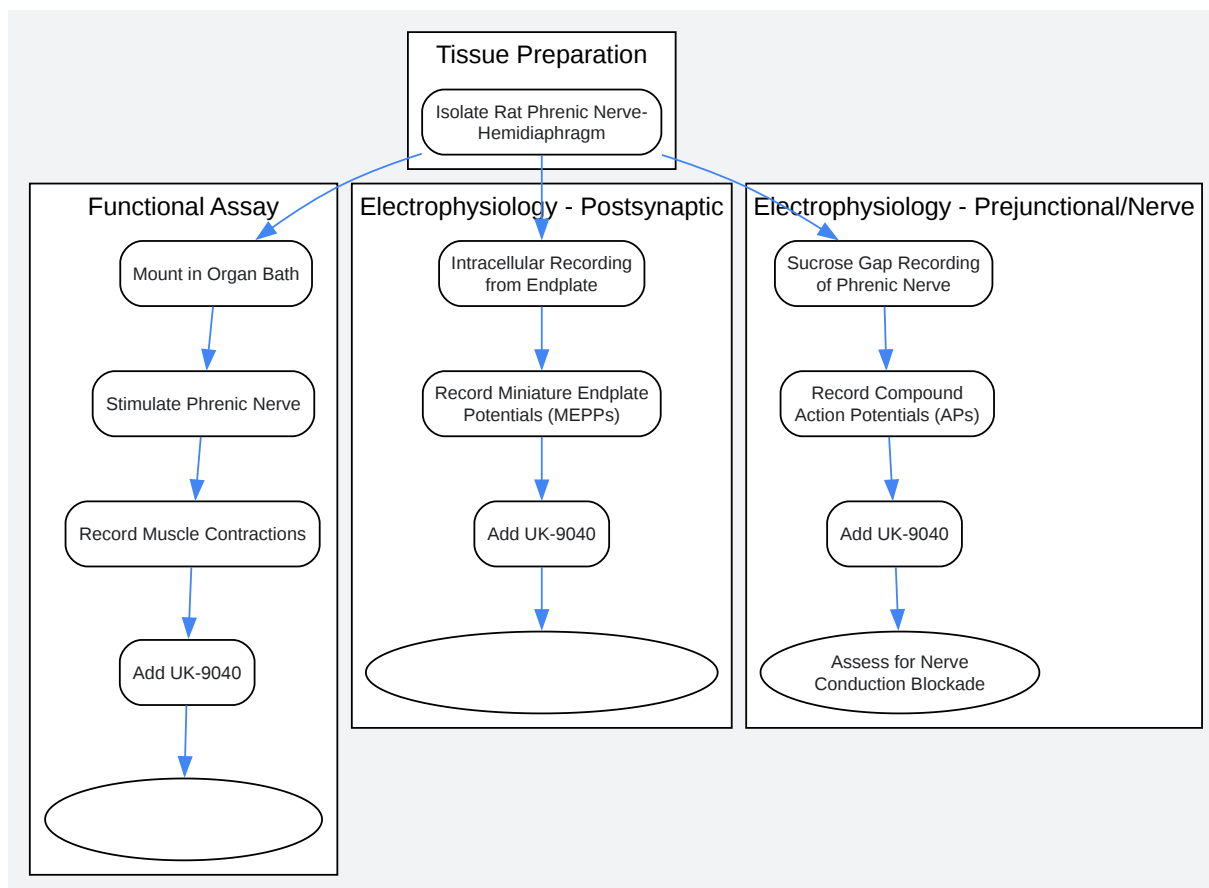 Tissue Preparation
Isolate Rat Phrenic Nerve-
Hemidiaphragm
Functional Assay
Mount in Organ Bath
Stimulate Phrenic Nerve
Record Muscle Contractions
Add UK-9040
Electrophysiology - Postsynaptic
Intracellular Recording
from Endplate
Record Miniature Endplate
Potentials (MEPPs)
Add UK-9040
Electrophysiology - Prejunctional/Nerve
Sucrose Gap Recording
of Phrenic Nerve
Record Compound
Action Potentials (APs)
Add UK-9040
Assess for Nerve
Conduction Blockade